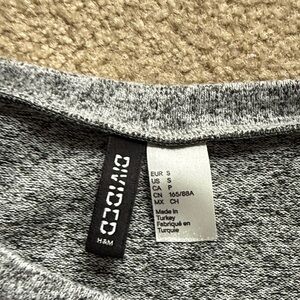 DIVIDED
H&M
EUR S
US S
CA P
CN 165/88A
MX CH
Made in
Turkey
Fabriqué en
Turquie